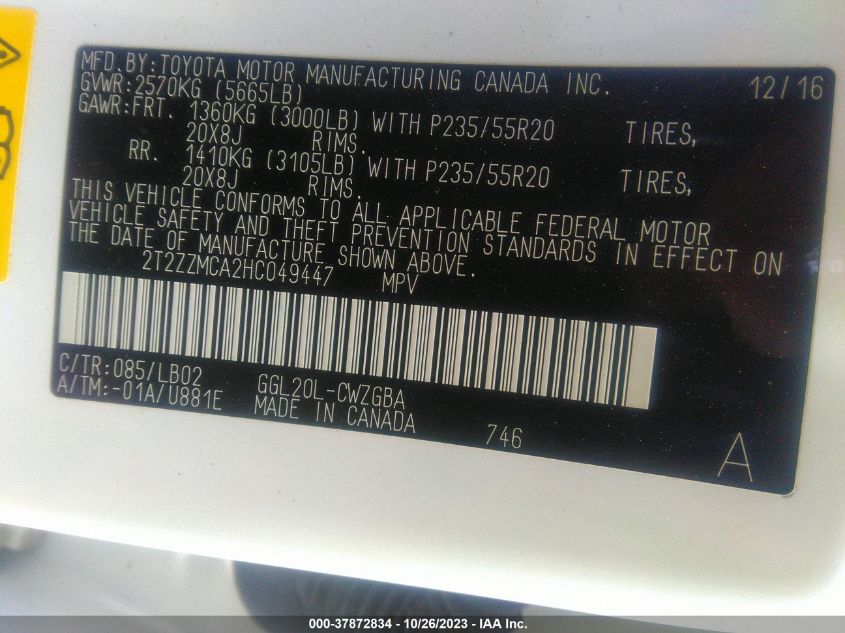 MFD.BY:TOYOTA MOTOR MANUFACTURING CANADA INC. 12/16
GVWR:2570KG (5665LB)
GAWR:FRT. 1360KG (3000LB) WITH P235/55R20 TIRES,
20X8J RIMS.
RR. 1410KG (3105LB) WITH P235/55R20 TIRES,
20X8J RIMS.
THIS VEHICLE CONFORMS TO ALL APPLICABLE FEDERAL MOTOR
VEHICLE SAFETY AND THEFT PREVENTION STANDARDS IN EFFECT ON
THE DATE OF MANUFACTURE SHOWN ABOVE.
2T2ZZMCA2HC049447 MPV
C/TR:085/LB02 GGL20L-CWZGBA
A/TM:-01A/U881E MADE IN CANADA
746
A
000-37872834 - 10/26/2023 - IAA Inc.